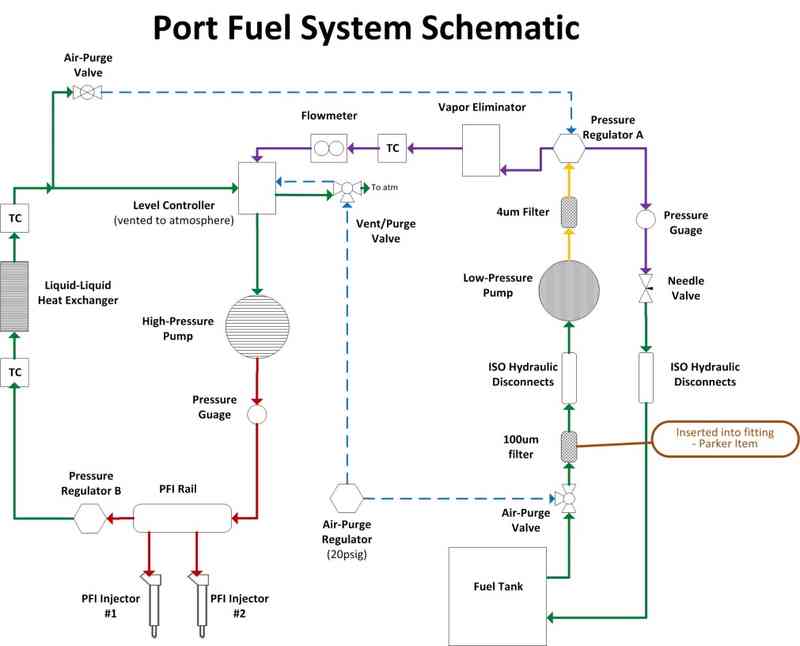 Port Fuel System Schematic
Air-Purge
Valve
Flowmeter
Vapor Eliminator
Pressure
Regulator A
TC
To atm
Level Controller
(vented to atmosphere)
Vent/Purge
Valve
4um Filter
Pressure
Guage
TC
Liquid-Liquid
Heat Exchanger
Low-Pressure
Pump
Needle
Valve
High-Pressure
Pump
TC
ISO Hydraulic
Disconnects
ISO Hydraulic
Disconnects
Pressure
Guage
100um
filter
Inserted into fitting
- Parker Item
Pressure
Regulator B
PFI Rail
Air-Purge
Regulator
(20psig)
Air-Purge
Valve
Fuel Tank
PFI Injector
#1
PFI Injector
#2